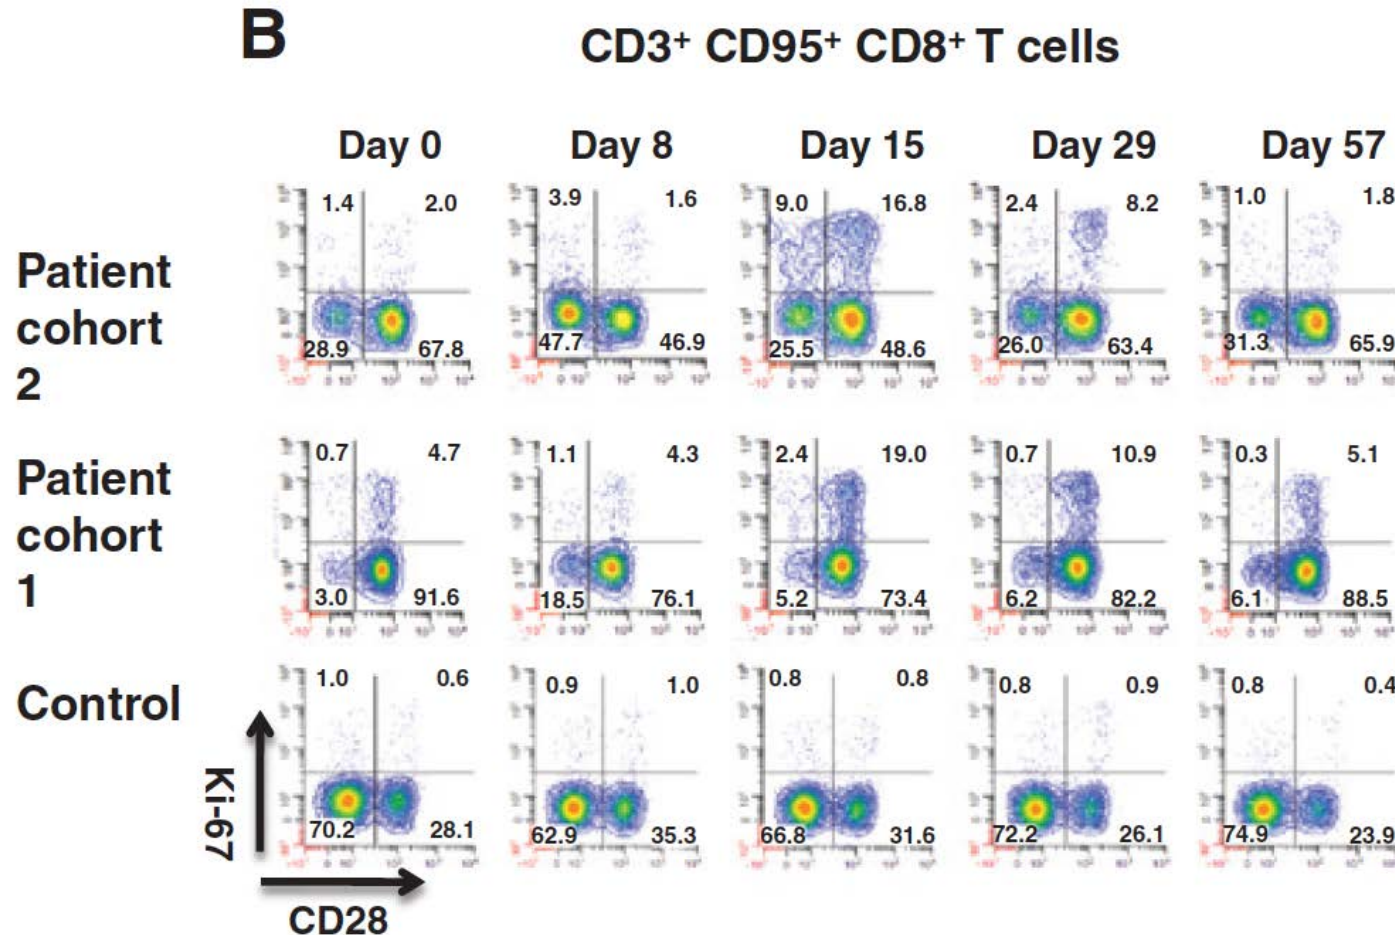 B
CD3+ CD95+ CD8+ T cells
Day 0 Day 8 Day 15 Day 29 Day 57
Patient
cohort
2
1.4 2.0 3.9 1.6 9.0 16.8 2.4 8.2 1.0 1.8
28.9 67.8 47.7 46.9 25.5 48.6 26.0 63.4 31.3 65.9
Patient
cohort
1
0.7 4.7 1.1 4.3 2.4 19.0 0.7 10.9 0.3 5.1
3.0 91.6 18.5 76.1 5.2 73.4 6.2 82.2 6.1 88.5
Control
1.0 0.6 0.9 1.0 0.8 0.8 0.8 0.9 0.8 0.4
70.2 28.1 62.9 35.3 66.8 31.6 72.2 26.1 74.9 23.9
Ki-67
CD28